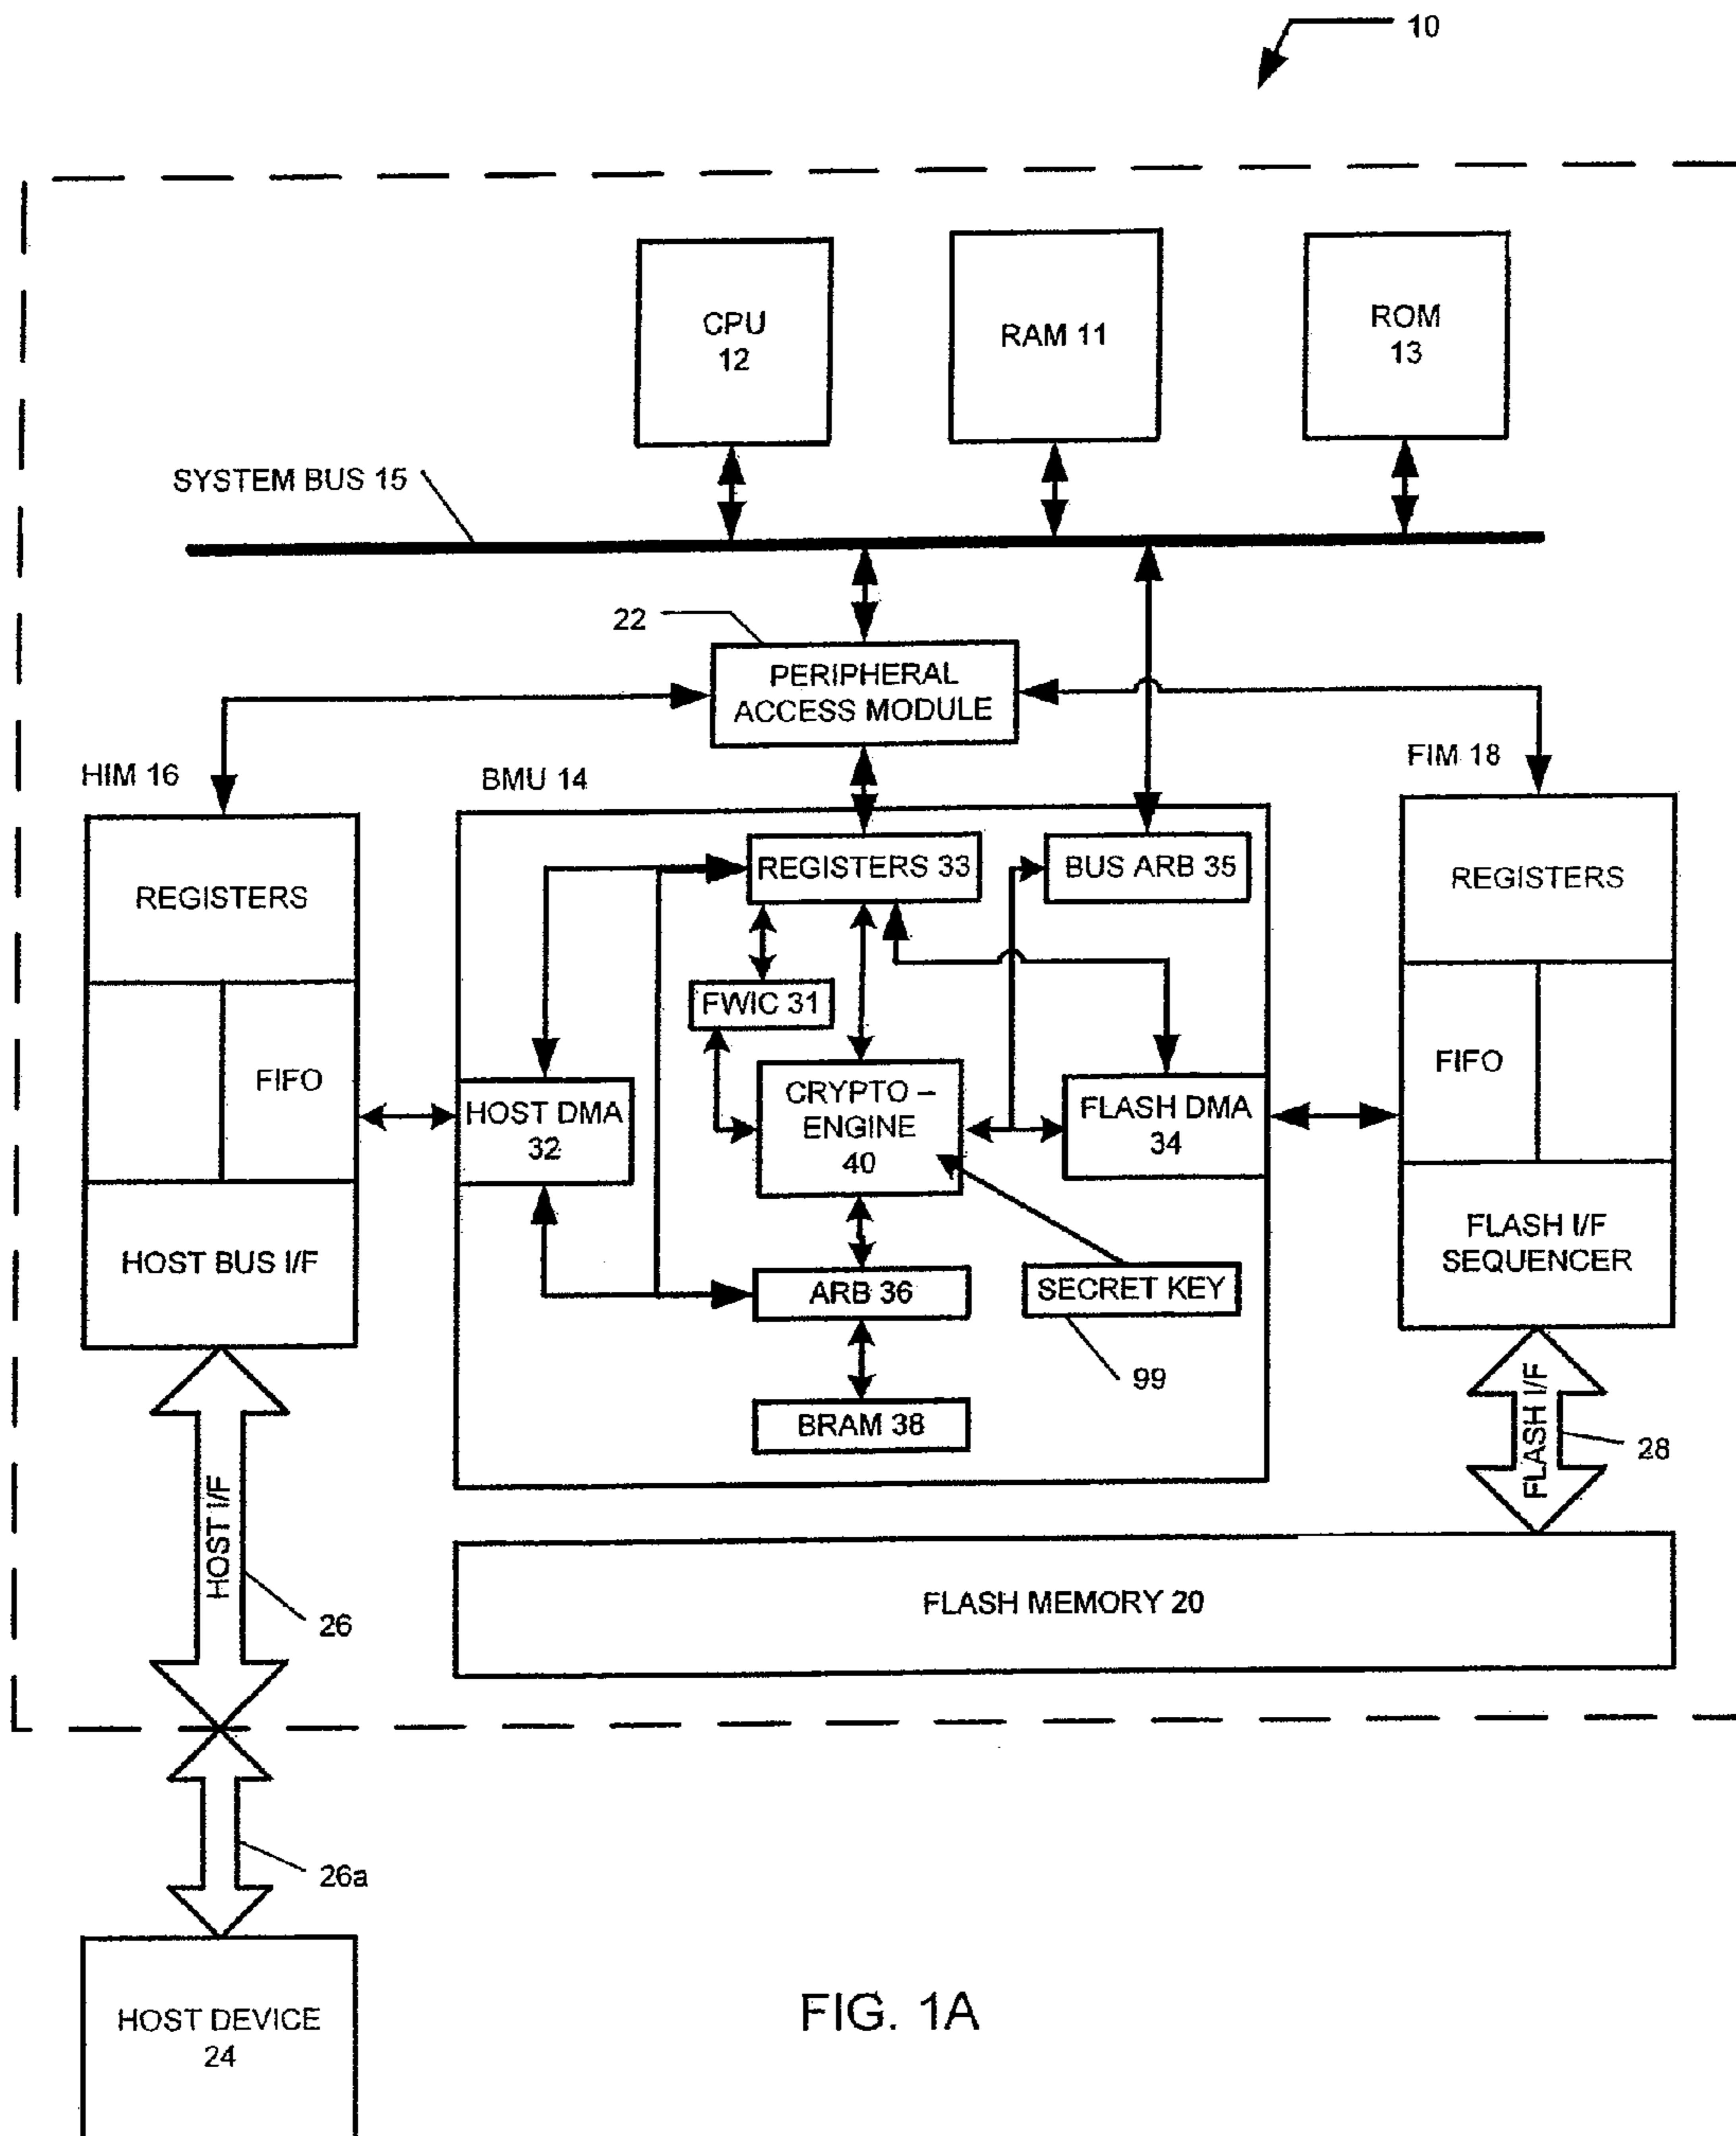 10
CPU
12
RAM 11
ROM
13
SYSTEM BUS 15
22
PERIPHERAL
ACCESS MODULE
HIM 16
BMU 14
FIM 18
REGISTERS
REGISTERS 33
BUS ARB 35
REGISTERS
FWIC 31
FIFO
HOST DMA
32
CRYPTO –
ENGINE
40
FLASH DMA
34
FIFO
HOST BUS I/F
ARB 36
SECRET KEY
FLASH I/F
SEQUENCER
99
BRAM 38
FLASH I/F
28
HOST I/F
26
FLASH MEMORY 20
26a
HOST DEVICE
24
FIG. 1A